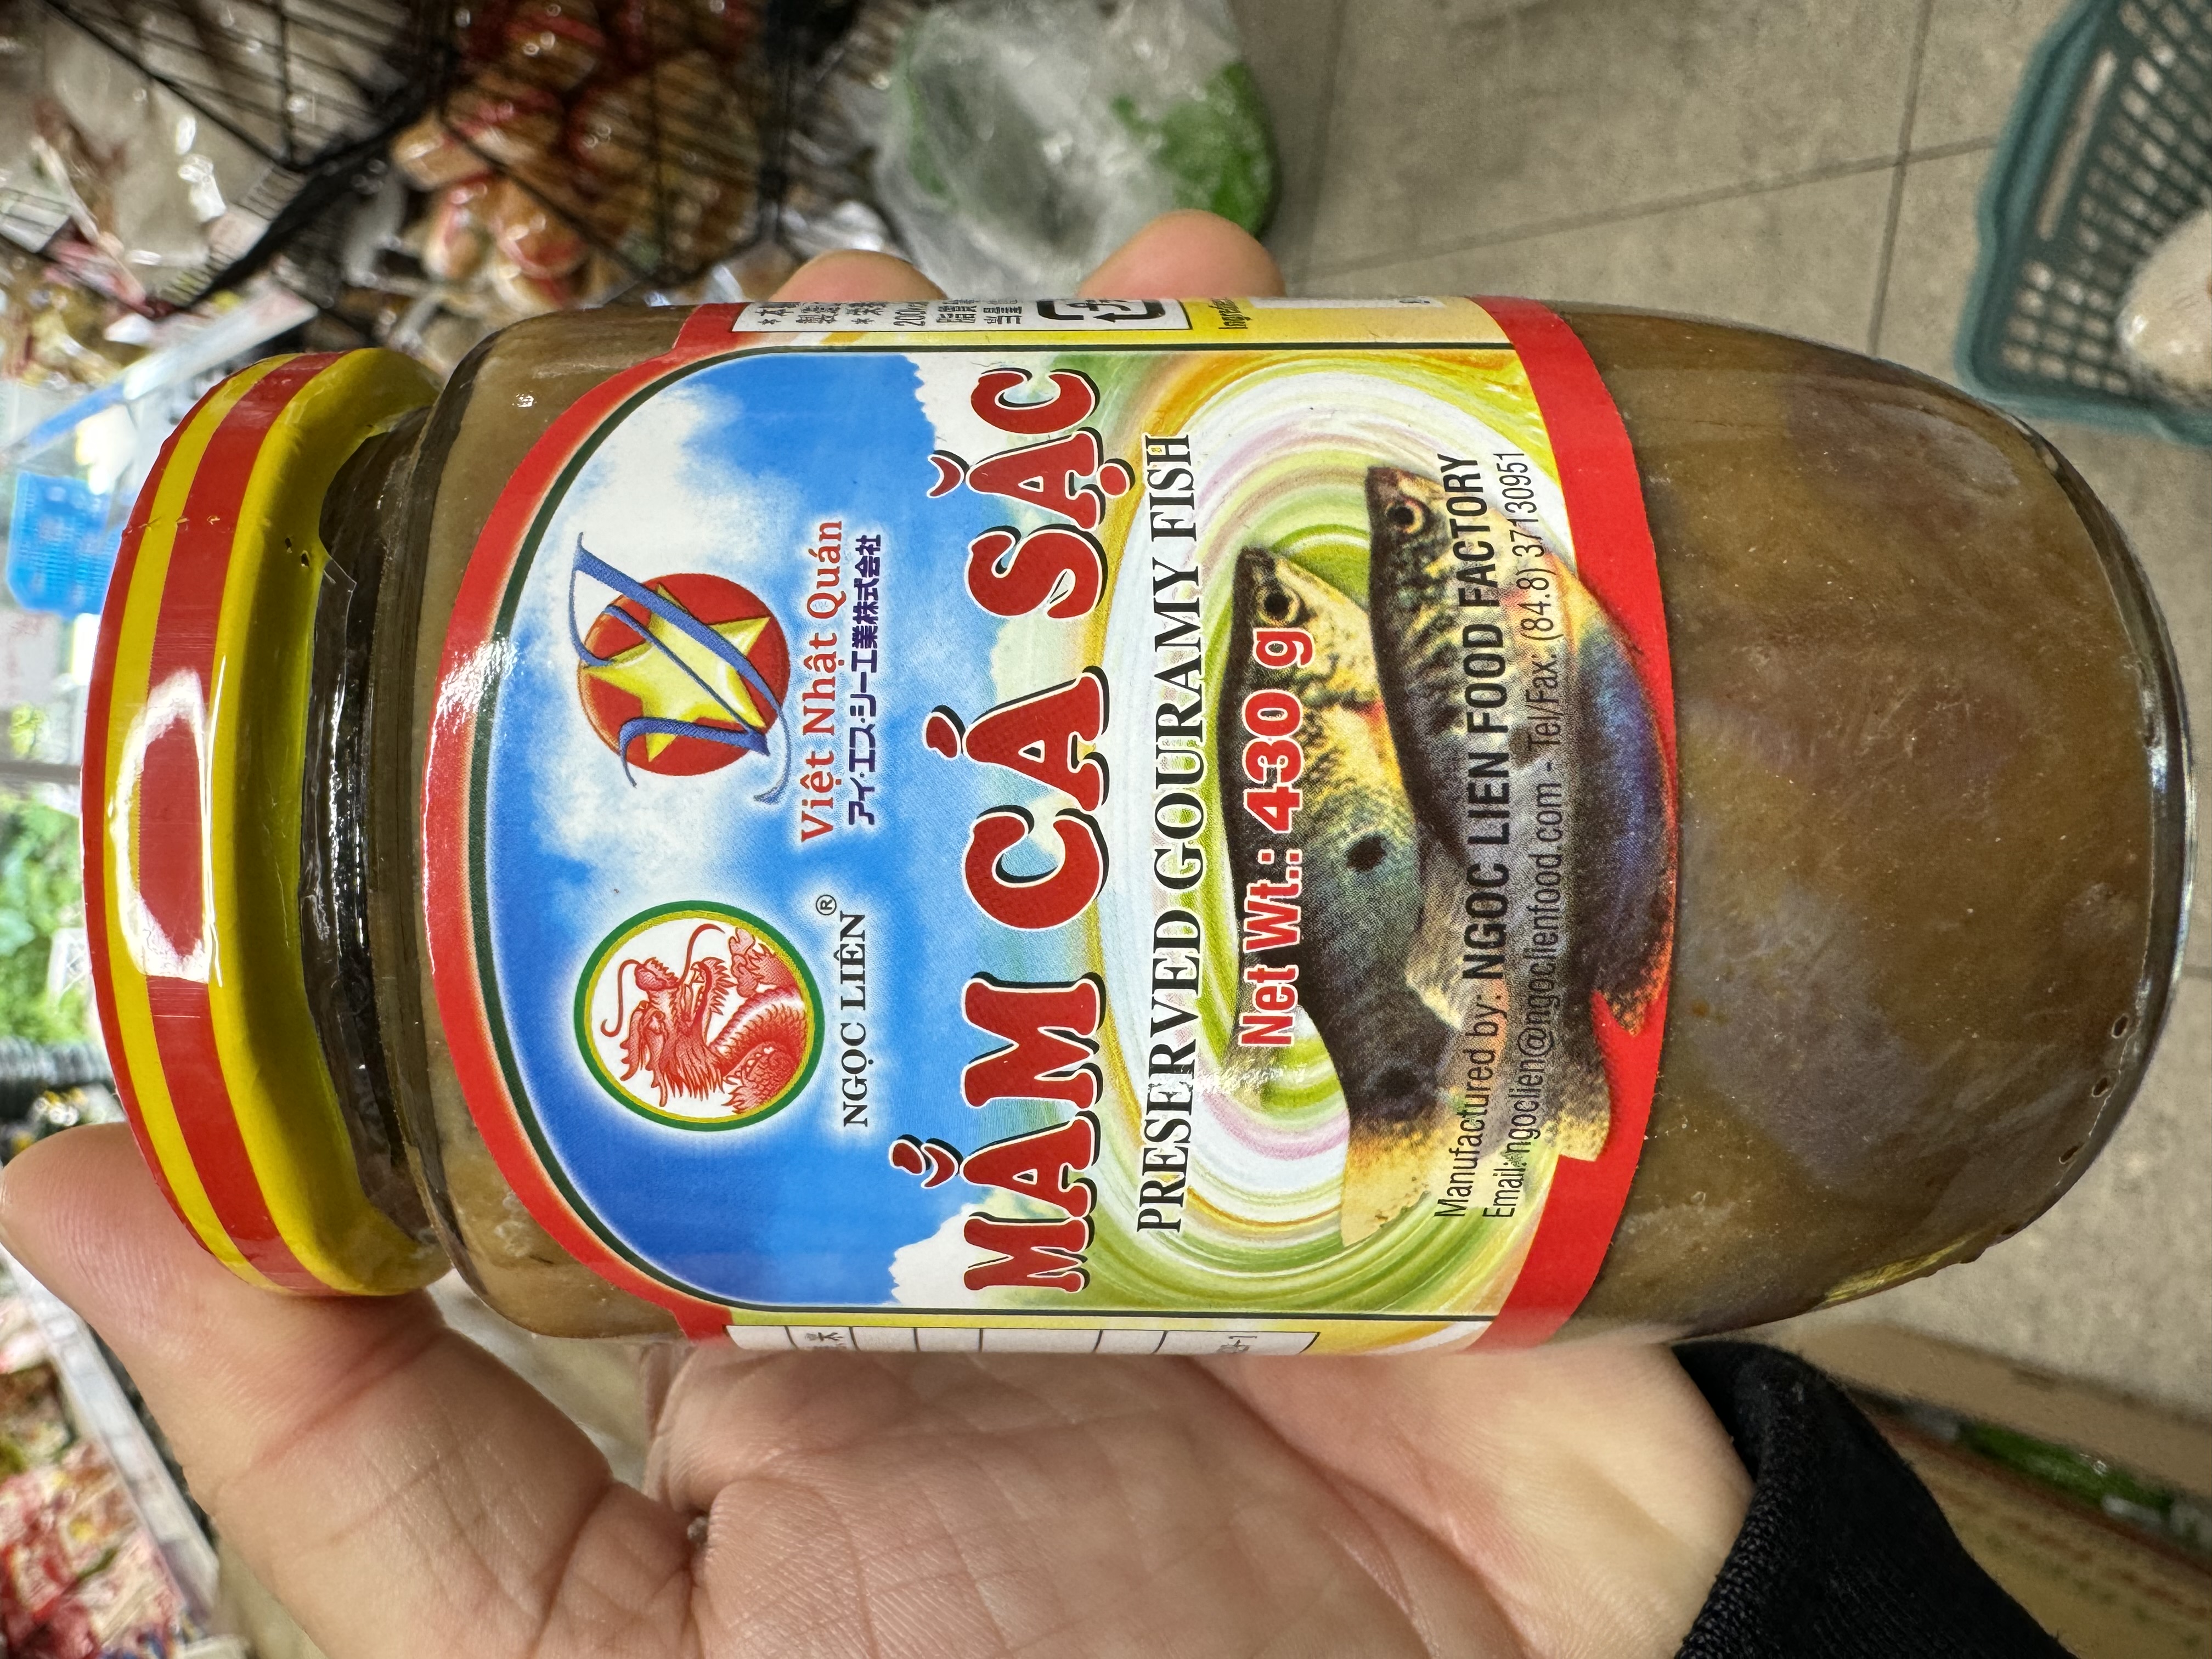 Việt Nhật Quán
アイ・エス・シー工業株式会社
NGỌC LIÊN®
MẮM CÁ SẶC
PRESERVED GOURAMY FISH
Net Wt.: 430 g
Manufactured by: NGOC LIEN FOOD FACTORY
Email: ngoclien@ngoclienfood.com - Tel/Fax: (84.8) 37130951